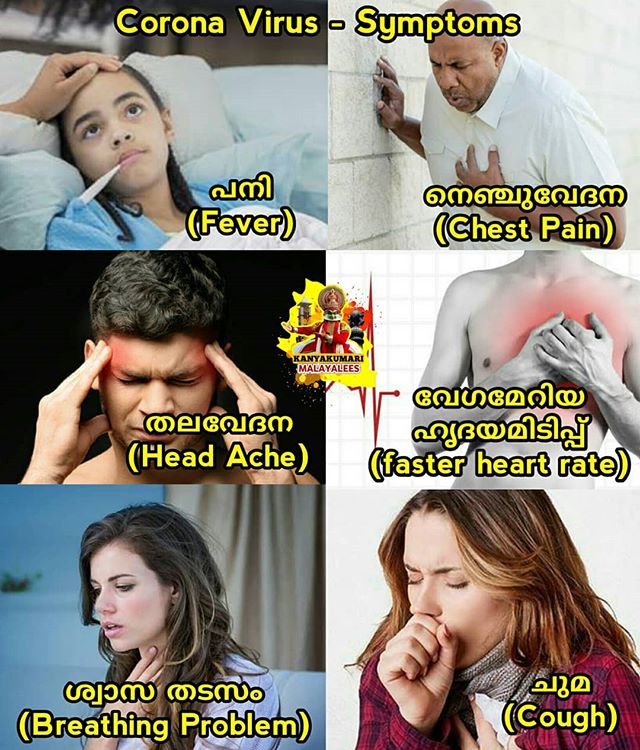 Corona Virus - Symptoms
പനി
(Fever)
നെഞ്ചുവേദന
(Chest Pain)
KANYAKUMARI
MALAYALEES
തലവേദന
(Head Ache)
വേഗമേറിയ
ഹൃദയമിടിപ്പ്
(faster heart rate)
ശ്വാസ തടസം
(Breathing Problem)
ചുമ
(Cough)